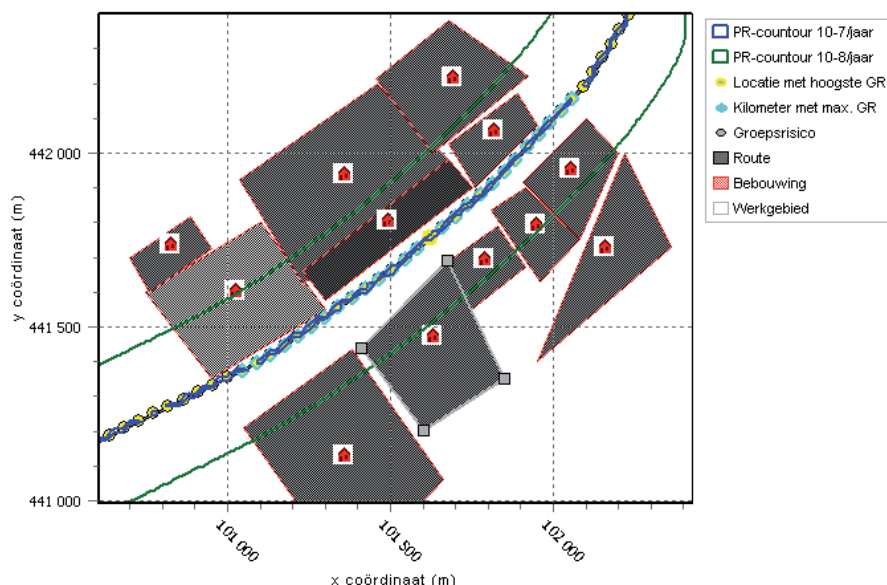 PR-countour 10-7/jaar
PR-countour 10-8/jaar
Locatie met hoogste GR
Kilometer met max. GR
Groepsrisico
Route
Bebouwing
Werkgebied
y coördinaat (m)
442 000
441 500
441 000
101 000
101 500
102 000
x coördinaat (m)